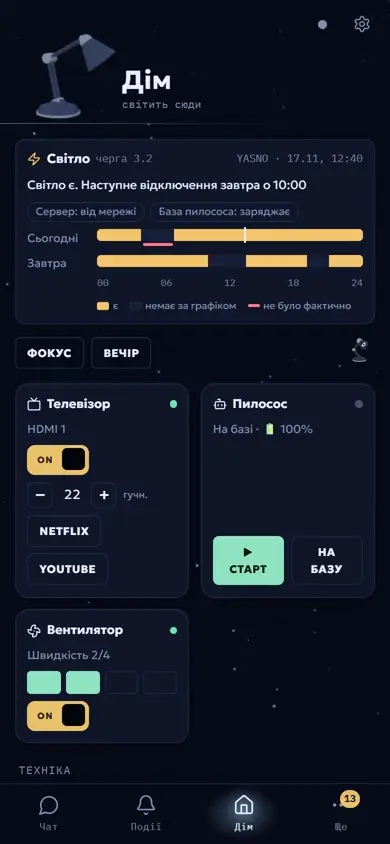 Дім
світить сюди
Світло черга 3.2 YASNO · 17.11, 12:40
Світло є. Наступне відключення завтра о 10:00
Сервер: від мережі База пилососа: заряджає
Сьогодні
Завтра
00 06 12 18 24
є немає за графіком не було фактично
ФОКУС ВЕЧІР
Телевізор
HDMI 1
ON
− 22 + гучн.
NETFLIX
YOUTUBE
Пилосос
На базі · 🔋 100%
▶ СТАРТ
НА БАЗУ
Вентилятор
Швидкість 2/4
ON
ТЕХНІКА
13
Чат Події Дім Ще